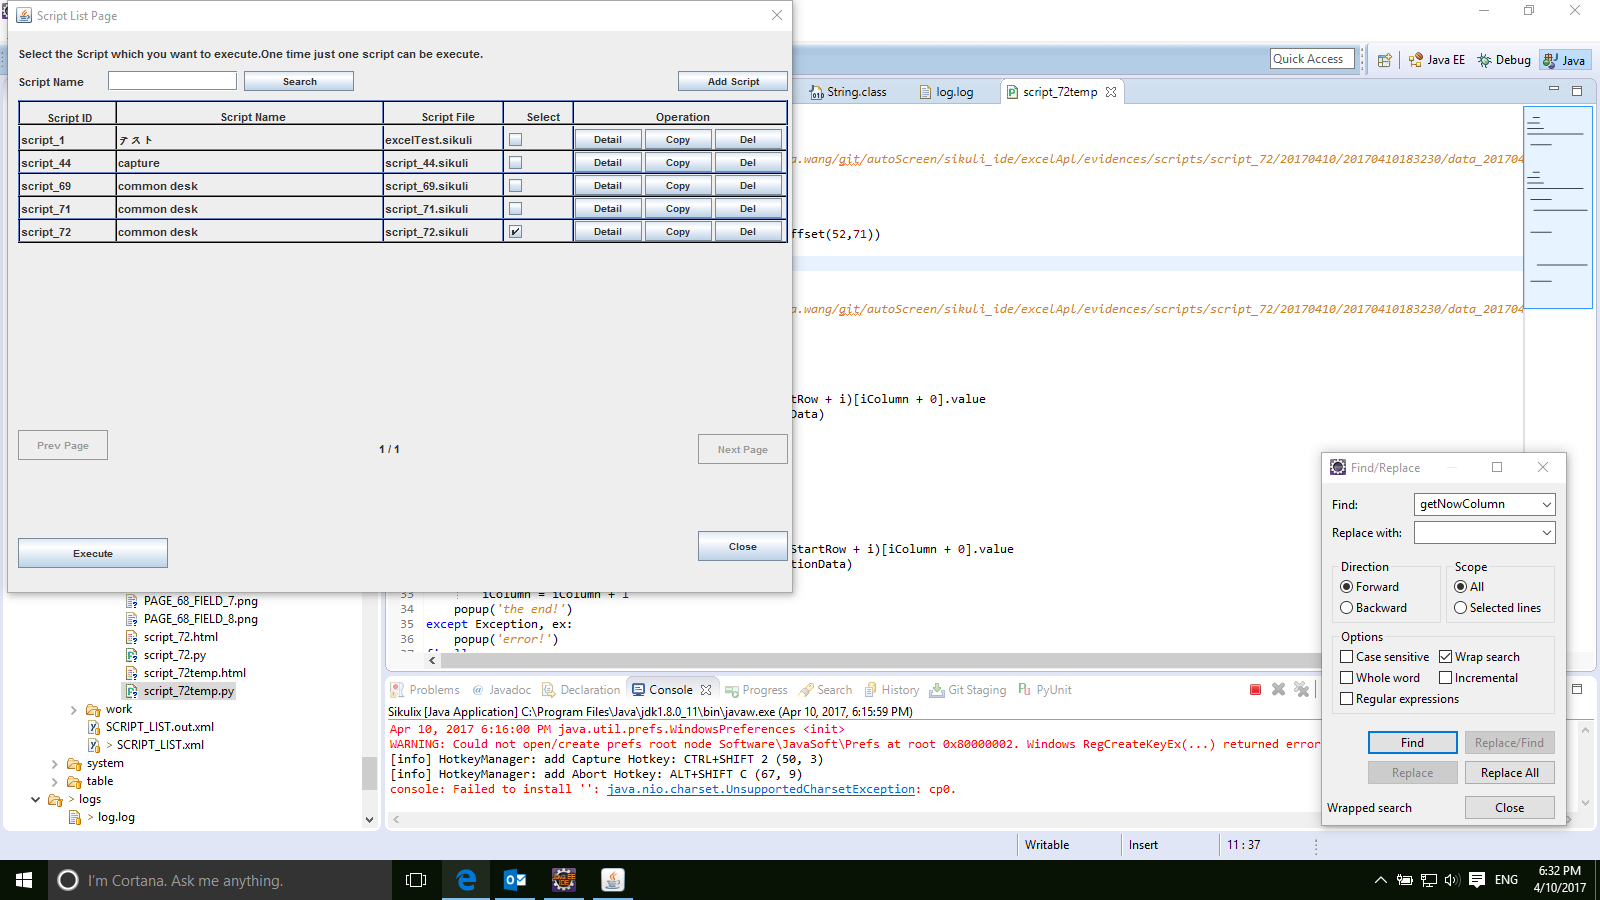 Script List Page
Select the Script which you want to execute.One time just one script can be execute.
Script Name Search Add Script
Script ID Script Name Script File Select Operation
script_1 テスト excelTest.sikuli Detail Copy Del
script_44 capture script_44.sikuli Detail Copy Del
script_69 common desk script_69.sikuli Detail Copy Del
script_71 common desk script_71.sikuli Detail Copy Del
script_72 common desk script_72.sikuli Detail Copy Del
Prev Page 1 / 1 Next Page
Execute Close
Quick Access Java EE Debug Java
String.class log.log script_72temp
a.wang/git/autoScreen/sikuli_ide/excelApl/evidences/scripts/script_72/20170410/20170410183230/data_201704
ffset(52,71))
a.wang/git/autoScreen/sikuli_ide/excelApl/evidences/scripts/script_72/20170410/20170410183230/data_201704
tRow + i)[iColumn + 0].value
Data)
StartRow + i)[iColumn + 0].value
tionData)
33 iColumn = iColumn + 1
34 popup('the end!')
35 except Exception, ex:
36 popup('error!')
PAGE_68_FIELD_7.png
PAGE_68_FIELD_8.png
script_72.html
script_72.py
script_72temp.html
script_72temp.py
work
SCRIPT_LIST.out.xml
> SCRIPT_LIST.xml
system
table
> logs
> log.log
Problems @ Javadoc Declaration Console Progress Search History Git Staging PyUnit
Sikulix [Java Application] C:\Program Files\Java\jdk1.8.0_11\bin\javaw.exe (Apr 10, 2017, 6:15:59 PM)
Apr 10, 2017 6:16:00 PM java.util.prefs.WindowsPreferences <init>
WARNING: Could not open/create prefs root node Software\JavaSoft\Prefs at root 0x80000002. Windows RegCreateKeyEx(...) returned error
[info] HotkeyManager: add Capture Hotkey: CTRL+SHIFT 2 (50, 3)
[info] HotkeyManager: add Abort Hotkey: ALT+SHIFT C (67, 9)
console: Failed to install '': java.nio.charset.UnsupportedCharsetException: cp0.
Find/Replace
Find: getNowColumn
Replace with:
Direction Scope
Forward All
Backward Selected lines
Options
Case sensitive Wrap search
Whole word Incremental
Regular expressions
Find Replace/Find
Replace Replace All
Wrapped search Close
Writable Insert 11 : 37
I'm Cortana. Ask me anything.
ENG 6:32 PM
4/10/2017